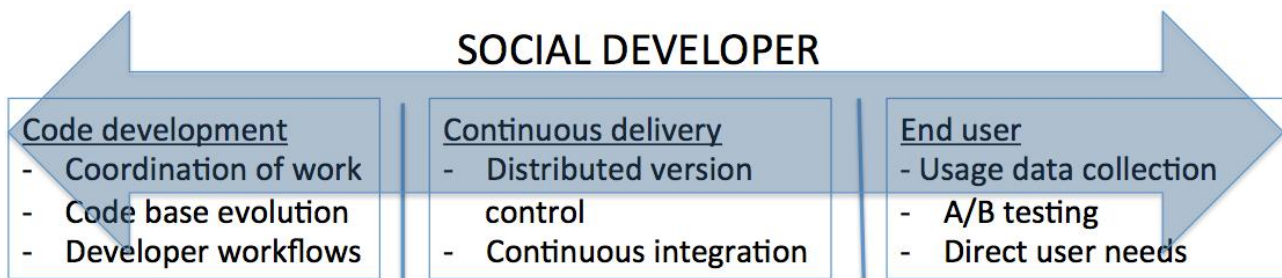 SOCIAL DEVELOPER
Code development
- Coordination of work
- Code base evolution
- Developer workflows
Continuous delivery
- Distributed version
control
- Continuous integration
End user
- Usage data collection
- A/B testing
- Direct user needs